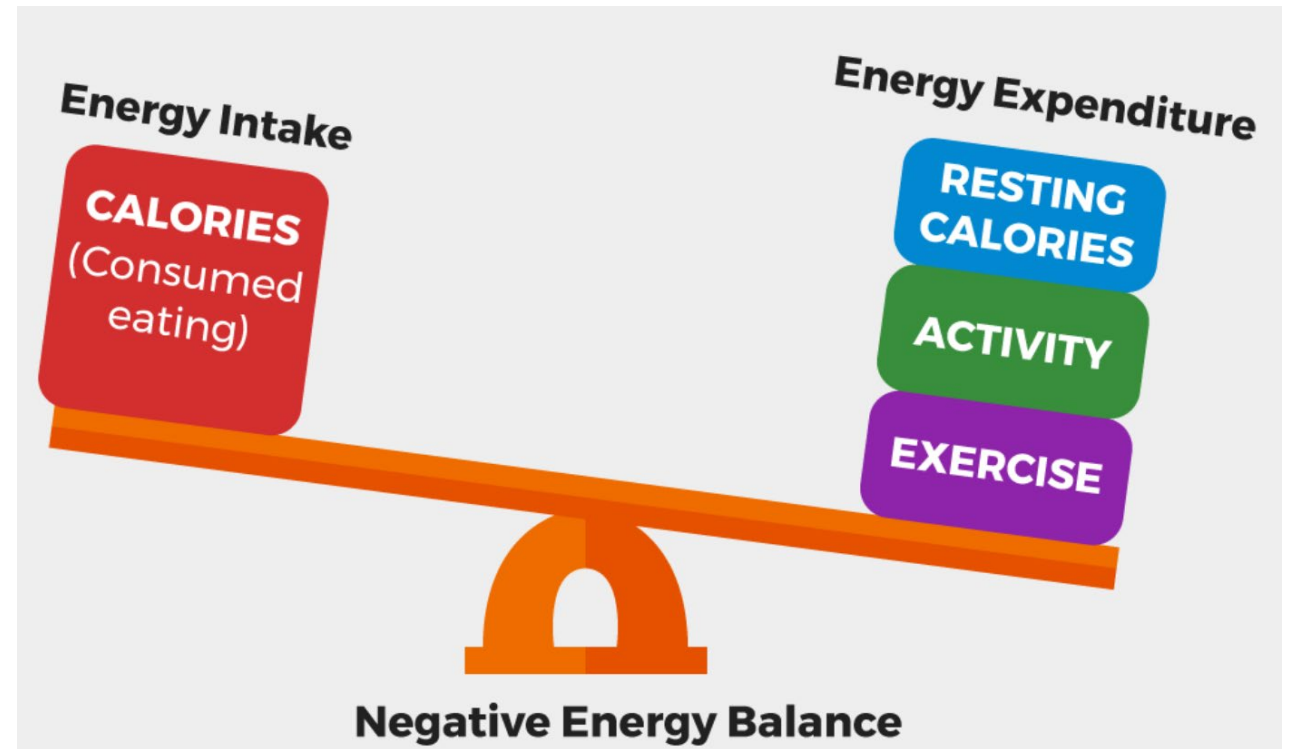 Energy Intake
CALORIES
(Consumed
eating)
Energy Expenditure
RESTING
CALORIES
ACTIVITY
EXERCISE
Negative Energy Balance